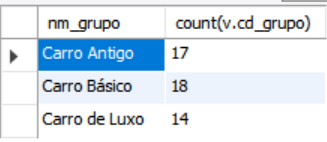 nm_grupo count(v.cd_grupo)
Carro Antigo 17
Carro Básico 18
Carro de Luxo 14